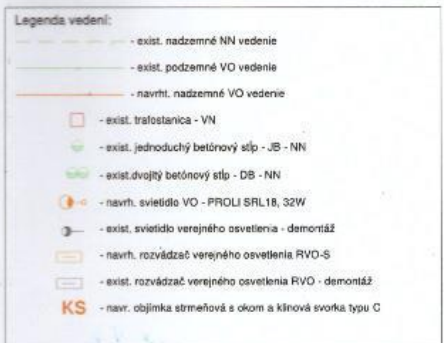 Legenda vedení:
- exist. nadzemné NN vedenie
- exist. podzemné VO vedenie
- navrht. nadzemné VO vedenie
- exist. trafostanica - VN
- exist. jednoduchý betónový stĺp - JB - NN
- exist.dvojitý betónový stĺp - DB - NN
- navrh. svietidlo VO - PROLI SRL18, 32W
- exist. svietidlo verejného osvetlenia - demontáž
- navrh. rozvádzač verejného osvetlenia RVO-S
- exist. rozvádzač verejného osvetlenia RVO - demontáž
KS - navr. objímka strmeňová s okom a klinová svorka typu C